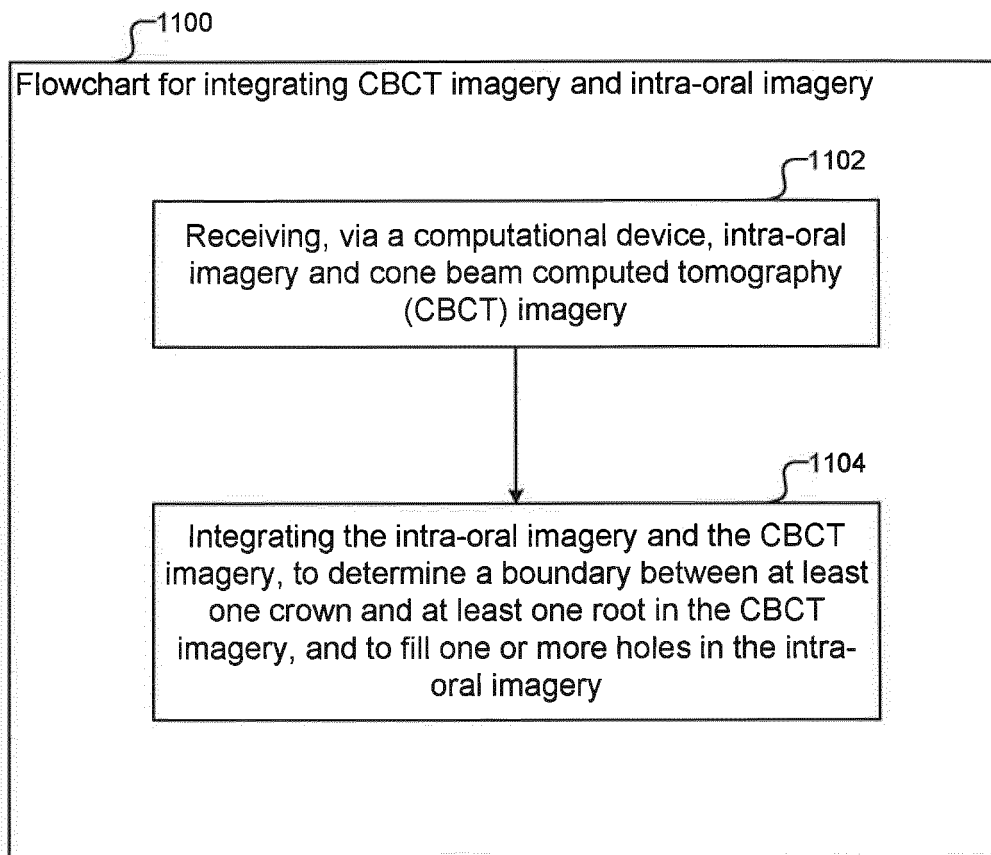 1100
Flowchart for integrating CBCT imagery and intra-oral imagery
1102
Receiving, via a computational device, intra-oral
imagery and cone beam computed tomography
(CBCT) imagery
1104
Integrating the intra-oral imagery and the CBCT
imagery, to determine a boundary between at least
one crown and at least one root in the CBCT
imagery, and to fill one or more holes in the intra-
oral imagery